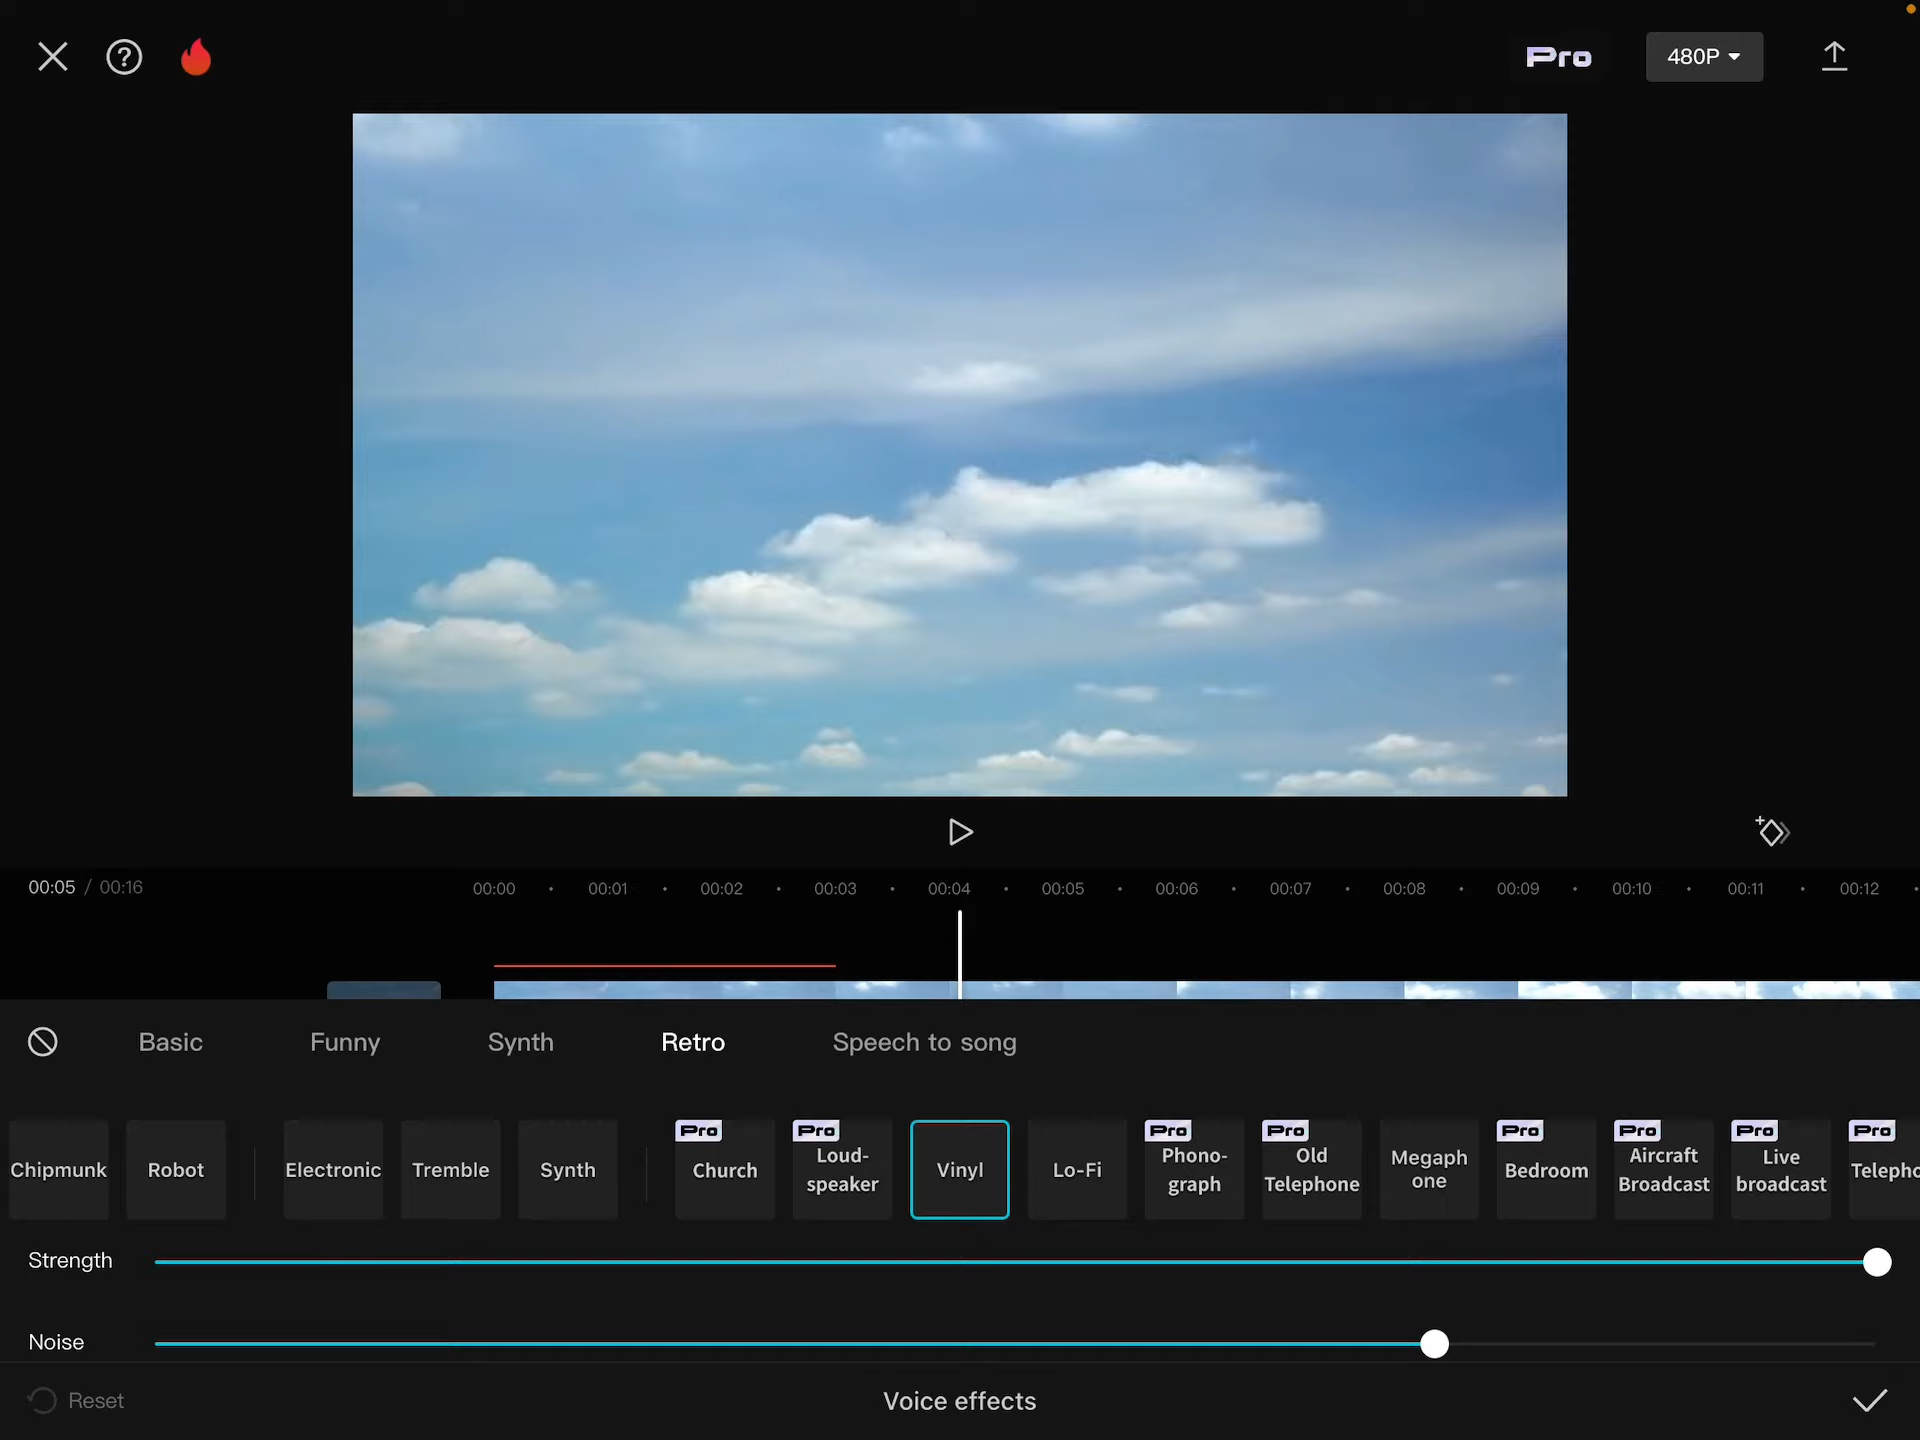 Pro
480P
00:05 / 00:16
00:00
00:01
00:02
00:03
00:04
00:05
00:06
00:07
00:08
00:09
00:10
00:11
00:12
Basic
Funny
Synth
Retro
Speech to song
Chipmunk
Robot
Electronic
Tremble
Synth
Pro
Church
Pro
Loud-
speaker
Vinyl
Lo-Fi
Pro
Phono-
graph
Pro
Old
Telephone
Megaph
one
Pro
Bedroom
Pro
Aircraft
Broadcast
Pro
Live
broadcast
Pro
Telepho
Strength
Noise
Reset
Voice effects